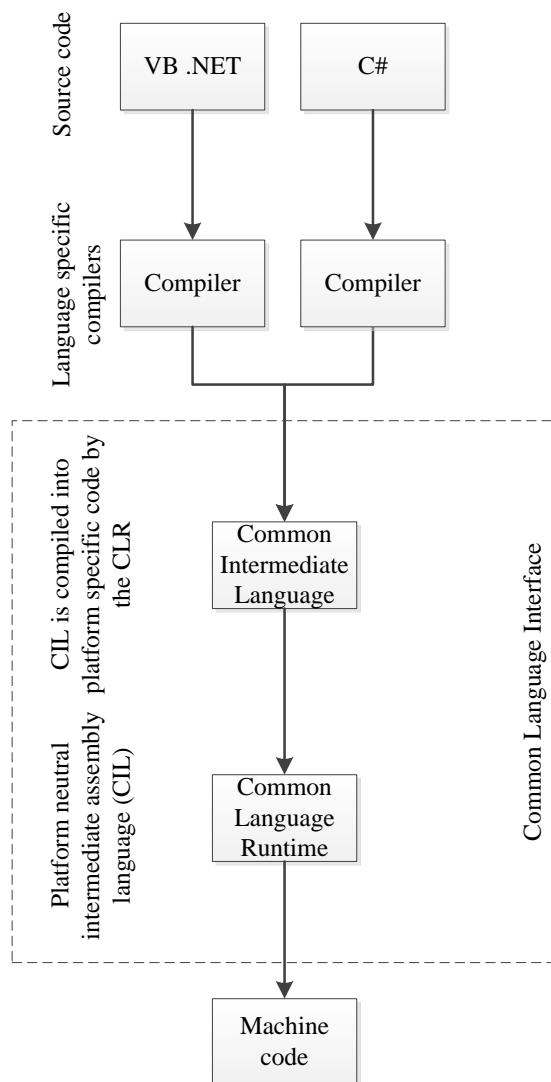 Source code
VB .NET
C#
Language specific
compilers
Compiler
Compiler
CIL is compiled into
platform specific code by
the CLR
Common
Intermediate
Language
Common Language Interface
Platform neutral
intermediate assembly
language (CIL)
Common
Language
Runtime
Machine
code